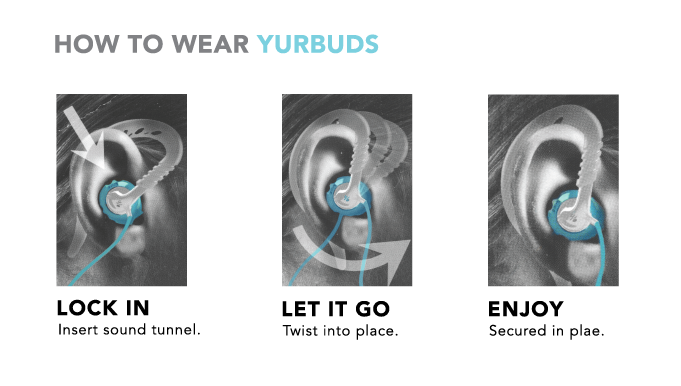 HOW TO WEAR YURBUDS
LOCK IN
Insert sound tunnel.
LET IT GO
Twist into place.
ENJOY
Secured in plae.